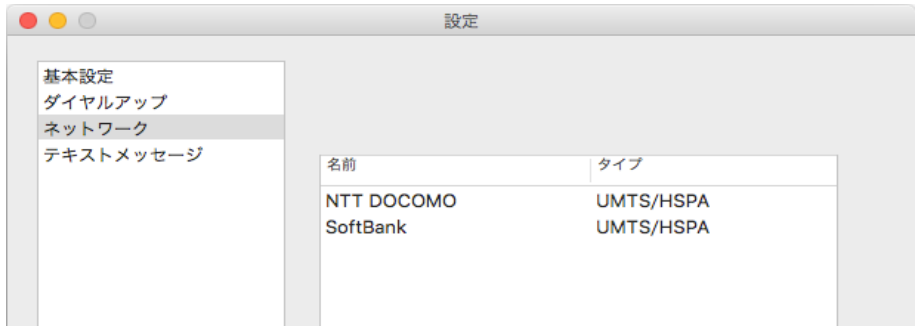 設定
基本設定
ダイヤルアップ
ネットワーク
テキストメッセージ
名前 タイプ
NTT DOCOMO UMTS/HSPA
SoftBank UMTS/HSPA